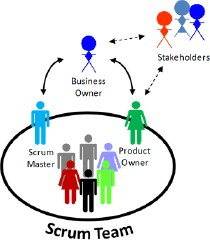 Business
Owner
Stakeholders
Scrum
Master
Product
Owner
Scrum Team